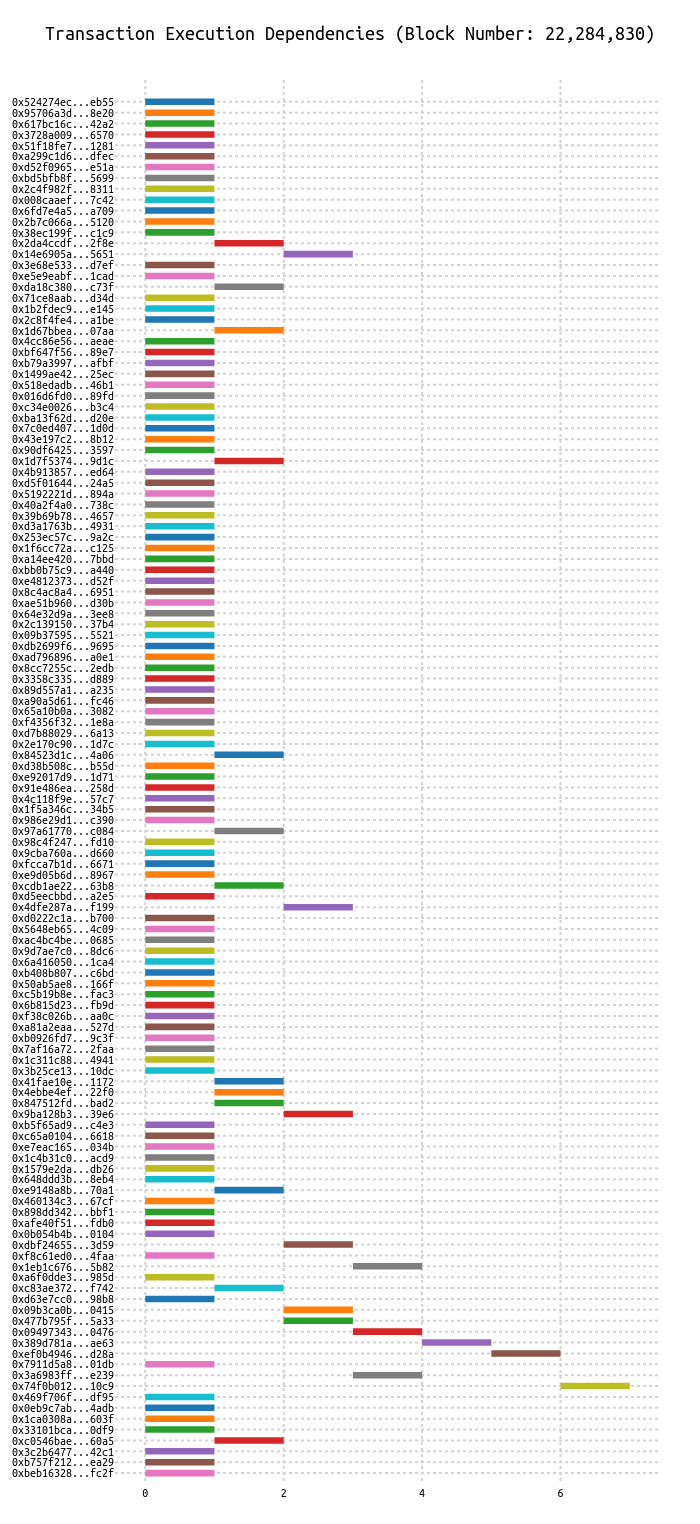 Transaction Execution Dependencies (Block Number: 22,284,830)
0x524274ec...eb55
0x95706a3d...8e20
0x617bc16c...42a2
0x3728a009...6570
0x51f18fe7...1281
0xa299c1d6...dfec
0xd52f0965...e51a
0xbd5bfb8f...5699
0x2c4f982f...8311
0x008caaef...7c42
0x6fd7e4a5...a709
0x2b7c066a...5120
0x38ec199f...c1c9
0x2da4ccdf...2f8e
0x14e6905a...5651
0x3e68e533...d7ef
0xe5e9eabf...1cad
0xda18c380...c73f
0x71ce8aab...d34d
0x1b2fdec9...e145
0x2c8f4fe4...a1be
0x1d67bbea...07aa
0x4cc86e56...aeae
0xbf647f56...89e7
0xb79a3997...afbf
0x1499ae42...25ec
0x518edadb...46b1
0x016d6fd0...89fd
0xc34e0026...b3c4
0xba13f62d...d20e
0x7c0ed407...1d0d
0x43e197c2...8b12
0x90df6425...3597
0x1d7f5374...9d1c
0x4b913857...ed64
0xd5f01644...24a5
0x5192221d...894a
0x40a2f4a0...738c
0x39b69b78...4657
0xd3a1763b...4931
0x253ec57c...9a2c
0x1f6cc72a...c125
0xa14ee420...7bbd
0xbb0b75c9...a440
0xe4812373...d52f
0x8c4ac8a4...6951
0xae51b960...d30b
0x64e32d9a...3ee8
0x2c139150...37b4
0x09b37595...5521
0xdb2699f6...9695
0xad796896...a0e1
0x8cc7255c...2edb
0x3358c335...d889
0x89d557a1...a235
0xa90a5d61...fc46
0x65a10b0a...3082
0xf4356f32...1e8a
0xd7b88029...6a13
0x2e170c90...1d7c
0x84523d1c...4a06
0xd38b508c...b55d
0xe92017d9...1d71
0x91e486ea...258d
0x4c118f9e...57c7
0x1f5a346c...34b5
0x986e29d1...c390
0x97a61770...c084
0x98c4f247...fd10
0x9cba760a...d660
0xfcca7b1d...6671
0xe9d05b6d...8967
0xcdb1ae22...63b8
0xd5eecbbd...a2e5
0x4dfe287a...f199
0xd0222c1a...b700
0x5648eb65...4c09
0xac4bc4be...0685
0x9d7ae7c0...8dc6
0x6a416050...1ca4
0xb408b807...c6bd
0x50ab5ae8...166f
0xc5b19b8e...fac3
0x6b815d23...fb9d
0xf38c026b...aa0c
0xa81a2eaa...527d
0xb0926fd7...9c3f
0x7af16a72...2faa
0x1c311c88...4941
0x3b25ce13...10dc
0x41fae10e...1172
0x4ebbe4ef...22f0
0x847512fd...bad2
0x9ba128b3...39e6
0xb5f65ad9...c4e3
0xc65a0104...6618
0xe7eac165...034b
0x1c4b31c0...acd9
0x1579e2da...db26
0x648ddd3b...8eb4
0xe9148a8b...70a1
0x460134c3...67cf
0x898dd342...bbf1
0xafe40f51...fdb0
0x0b054b4b...0104
0xdbf24655...3d59
0xf8c61ed0...4faa
0x1eb1c676...5b82
0xa6f0dde3...985d
0xc83ae372...f742
0xd63e7cc0...98b8
0x09b3ca0b...0415
0x477b795f...5a33
0x09497343...0476
0x389d781a...ae63
0xef0b4946...d28a
0x7911d5a8...01db
0x3a6983ff...e239
0x74f0b012...10c9
0x469f706f...df95
0x0eb9c7ab...4adb
0x1ca0308a...603f
0x33101bca...0df9
0xc0546bae...60a5
0x3c2b6477...42c1
0xb757f212...ea29
0xbeb16328...fc2f
0 2 4 6